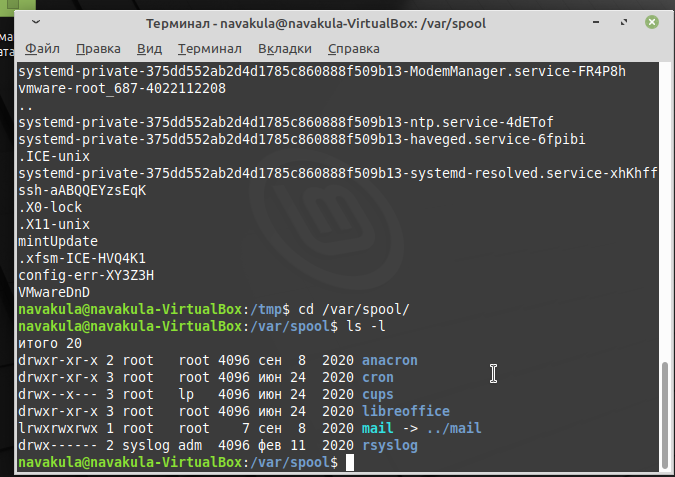 ма
Терминал - navakula@navakula-VirtualBox: /var/spool
ата
Файл Правка Вид Терминал Вкладки Справка
systemd-private-375dd552ab2d4d1785c860888f509b13-ModemManager.service-FR4P8h
vmware-root_687-4022112208
..
systemd-private-375dd552ab2d4d1785c860888f509b13-ntp.service-4dETof
systemd-private-375dd552ab2d4d1785c860888f509b13-haveged.service-6fpibi
.ICE-unix
systemd-private-375dd552ab2d4d1785c860888f509b13-systemd-resolved.service-xhKhff
ssh-aABQQEYzsEqK
.X0-lock
.X11-unix
mintUpdate
.xfsm-ICE-HVQ4K1
config-err-XY3Z3H
VMwareDnD
navakula@navakula-VirtualBox:/tmp$ cd /var/spool/
navakula@navakula-VirtualBox:/var/spool$ ls -l
итого 20
drwxr-xr-x 2 root   root 4096 сен  8  2020 anacron
drwxr-xr-x 3 root   root 4096 июн 24  2020 cron
drwx--x--- 3 root   lp   4096 июн 24  2020 cups
drwxr-xr-x 3 root   root 4096 июн 24  2020 libreoffice
lrwxrwxrwx 1 root   root    7 сен  8  2020 mail -> ../mail
drwx------ 2 syslog adm  4096 фев 11  2020 rsyslog
navakula@navakula-VirtualBox:/var/spool$